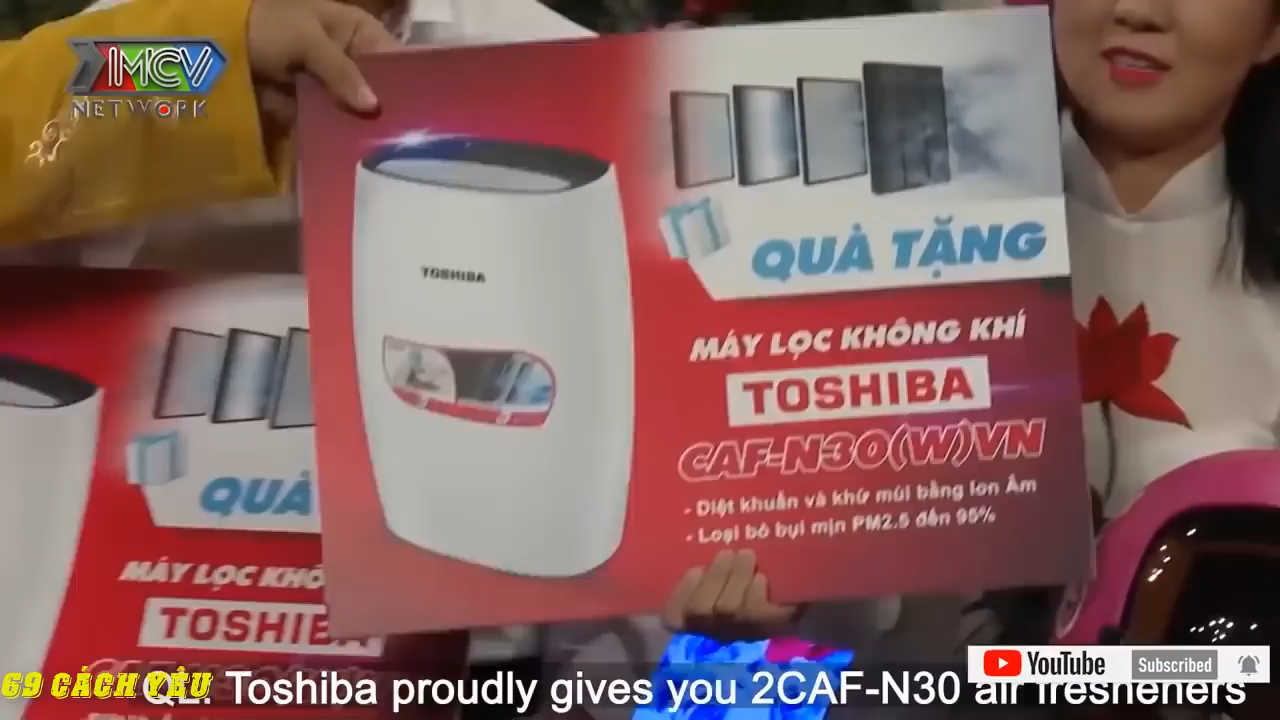 MCV
NETWORK
TOSHIBA
QUÀ TẶNG
MÁY LỌC KHÔNG KHÍ
TOSHIBA
CAF-N30(W)VN
- Diệt khuẩn và khử mùi bằng Ion Âm
- Loại bỏ bụi mịn PM2.5 đến 95%
QUÀ
MÁY LỌC KHÔ
TOSHIBA
69 CÁCH YÊU
QL: Toshiba proudly gives you 2CAF-N30 air fresheners
YouTube
Subscribed